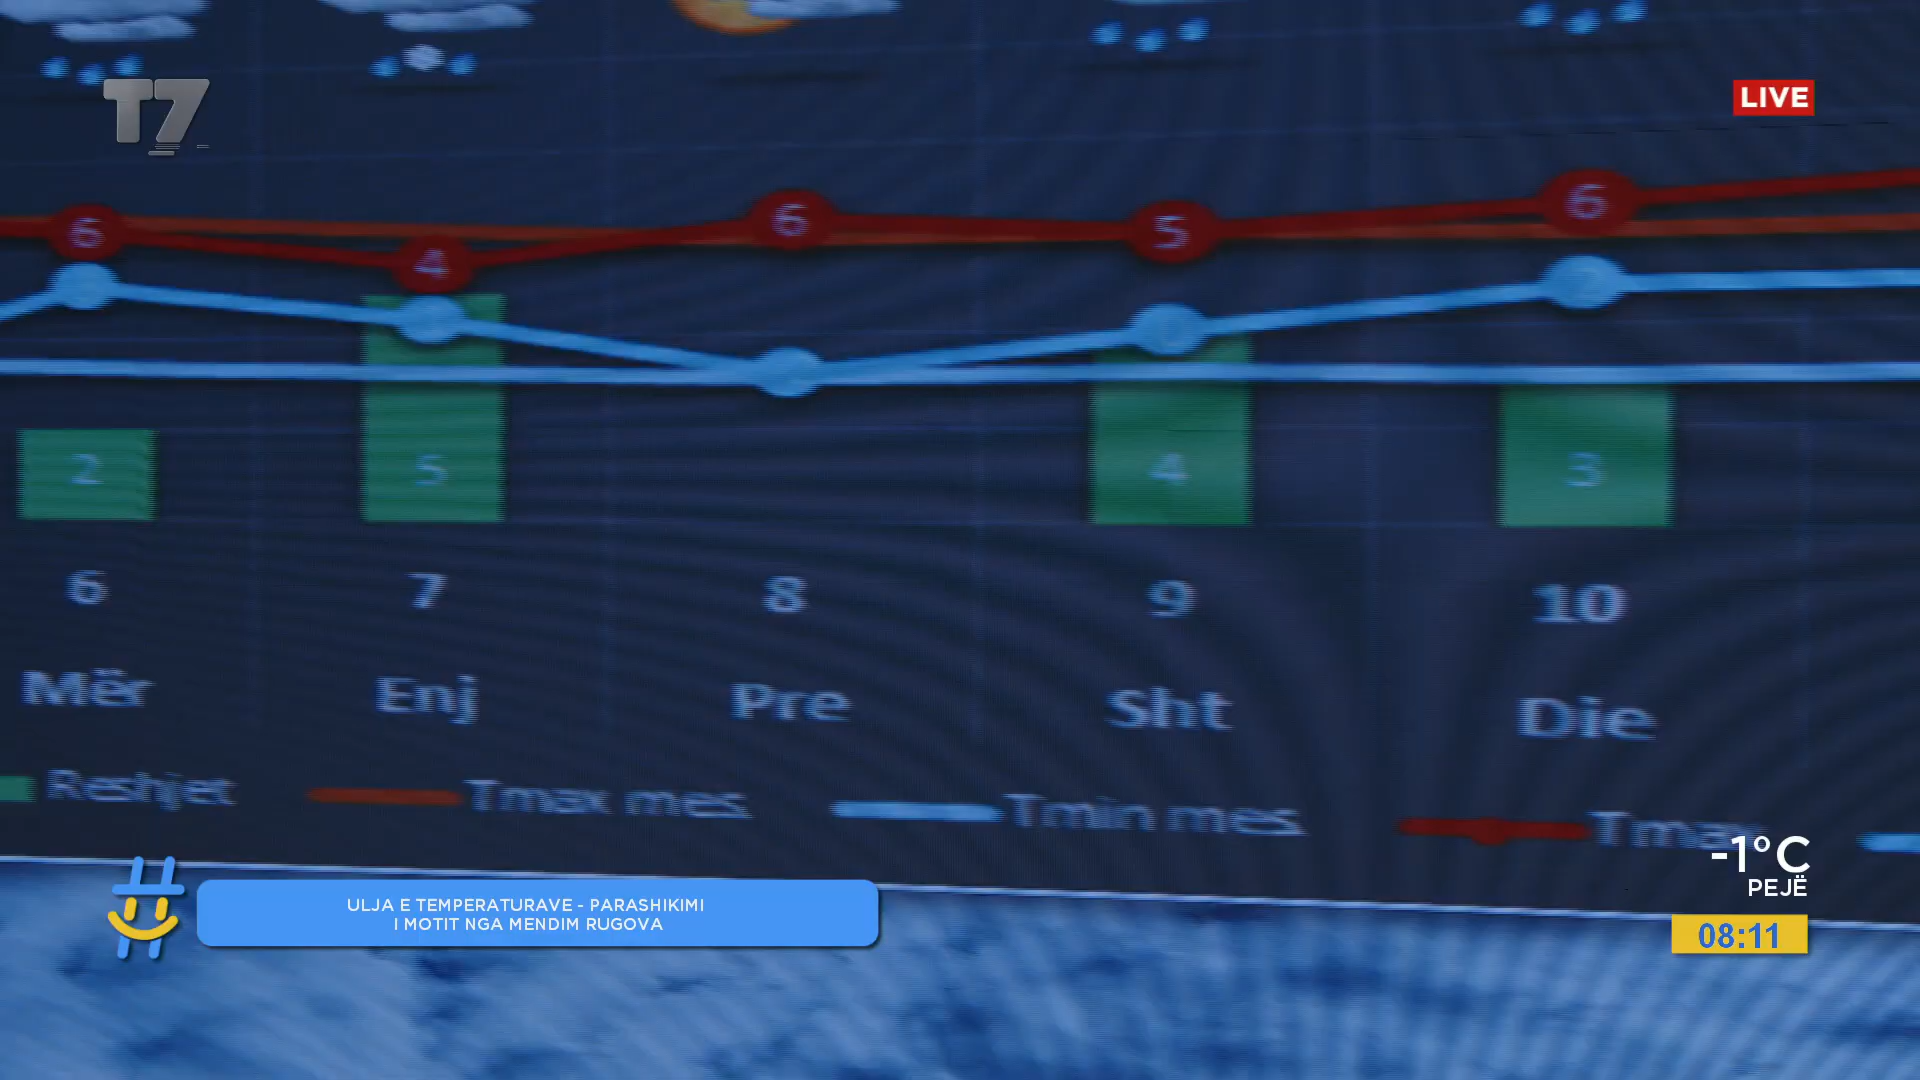 T7
LIVE
6 4 6 5 6
2 5 4 3
6 7 8 9 10
Mër Enj Pre Sht Die
Reshjet Tmax mes Tmin mes
-1°C
PEJË
ULJA E TEMPERATURAVE - PARASHIKIMI
I MOTIT NGA MENDIM RUGOVA
08:11